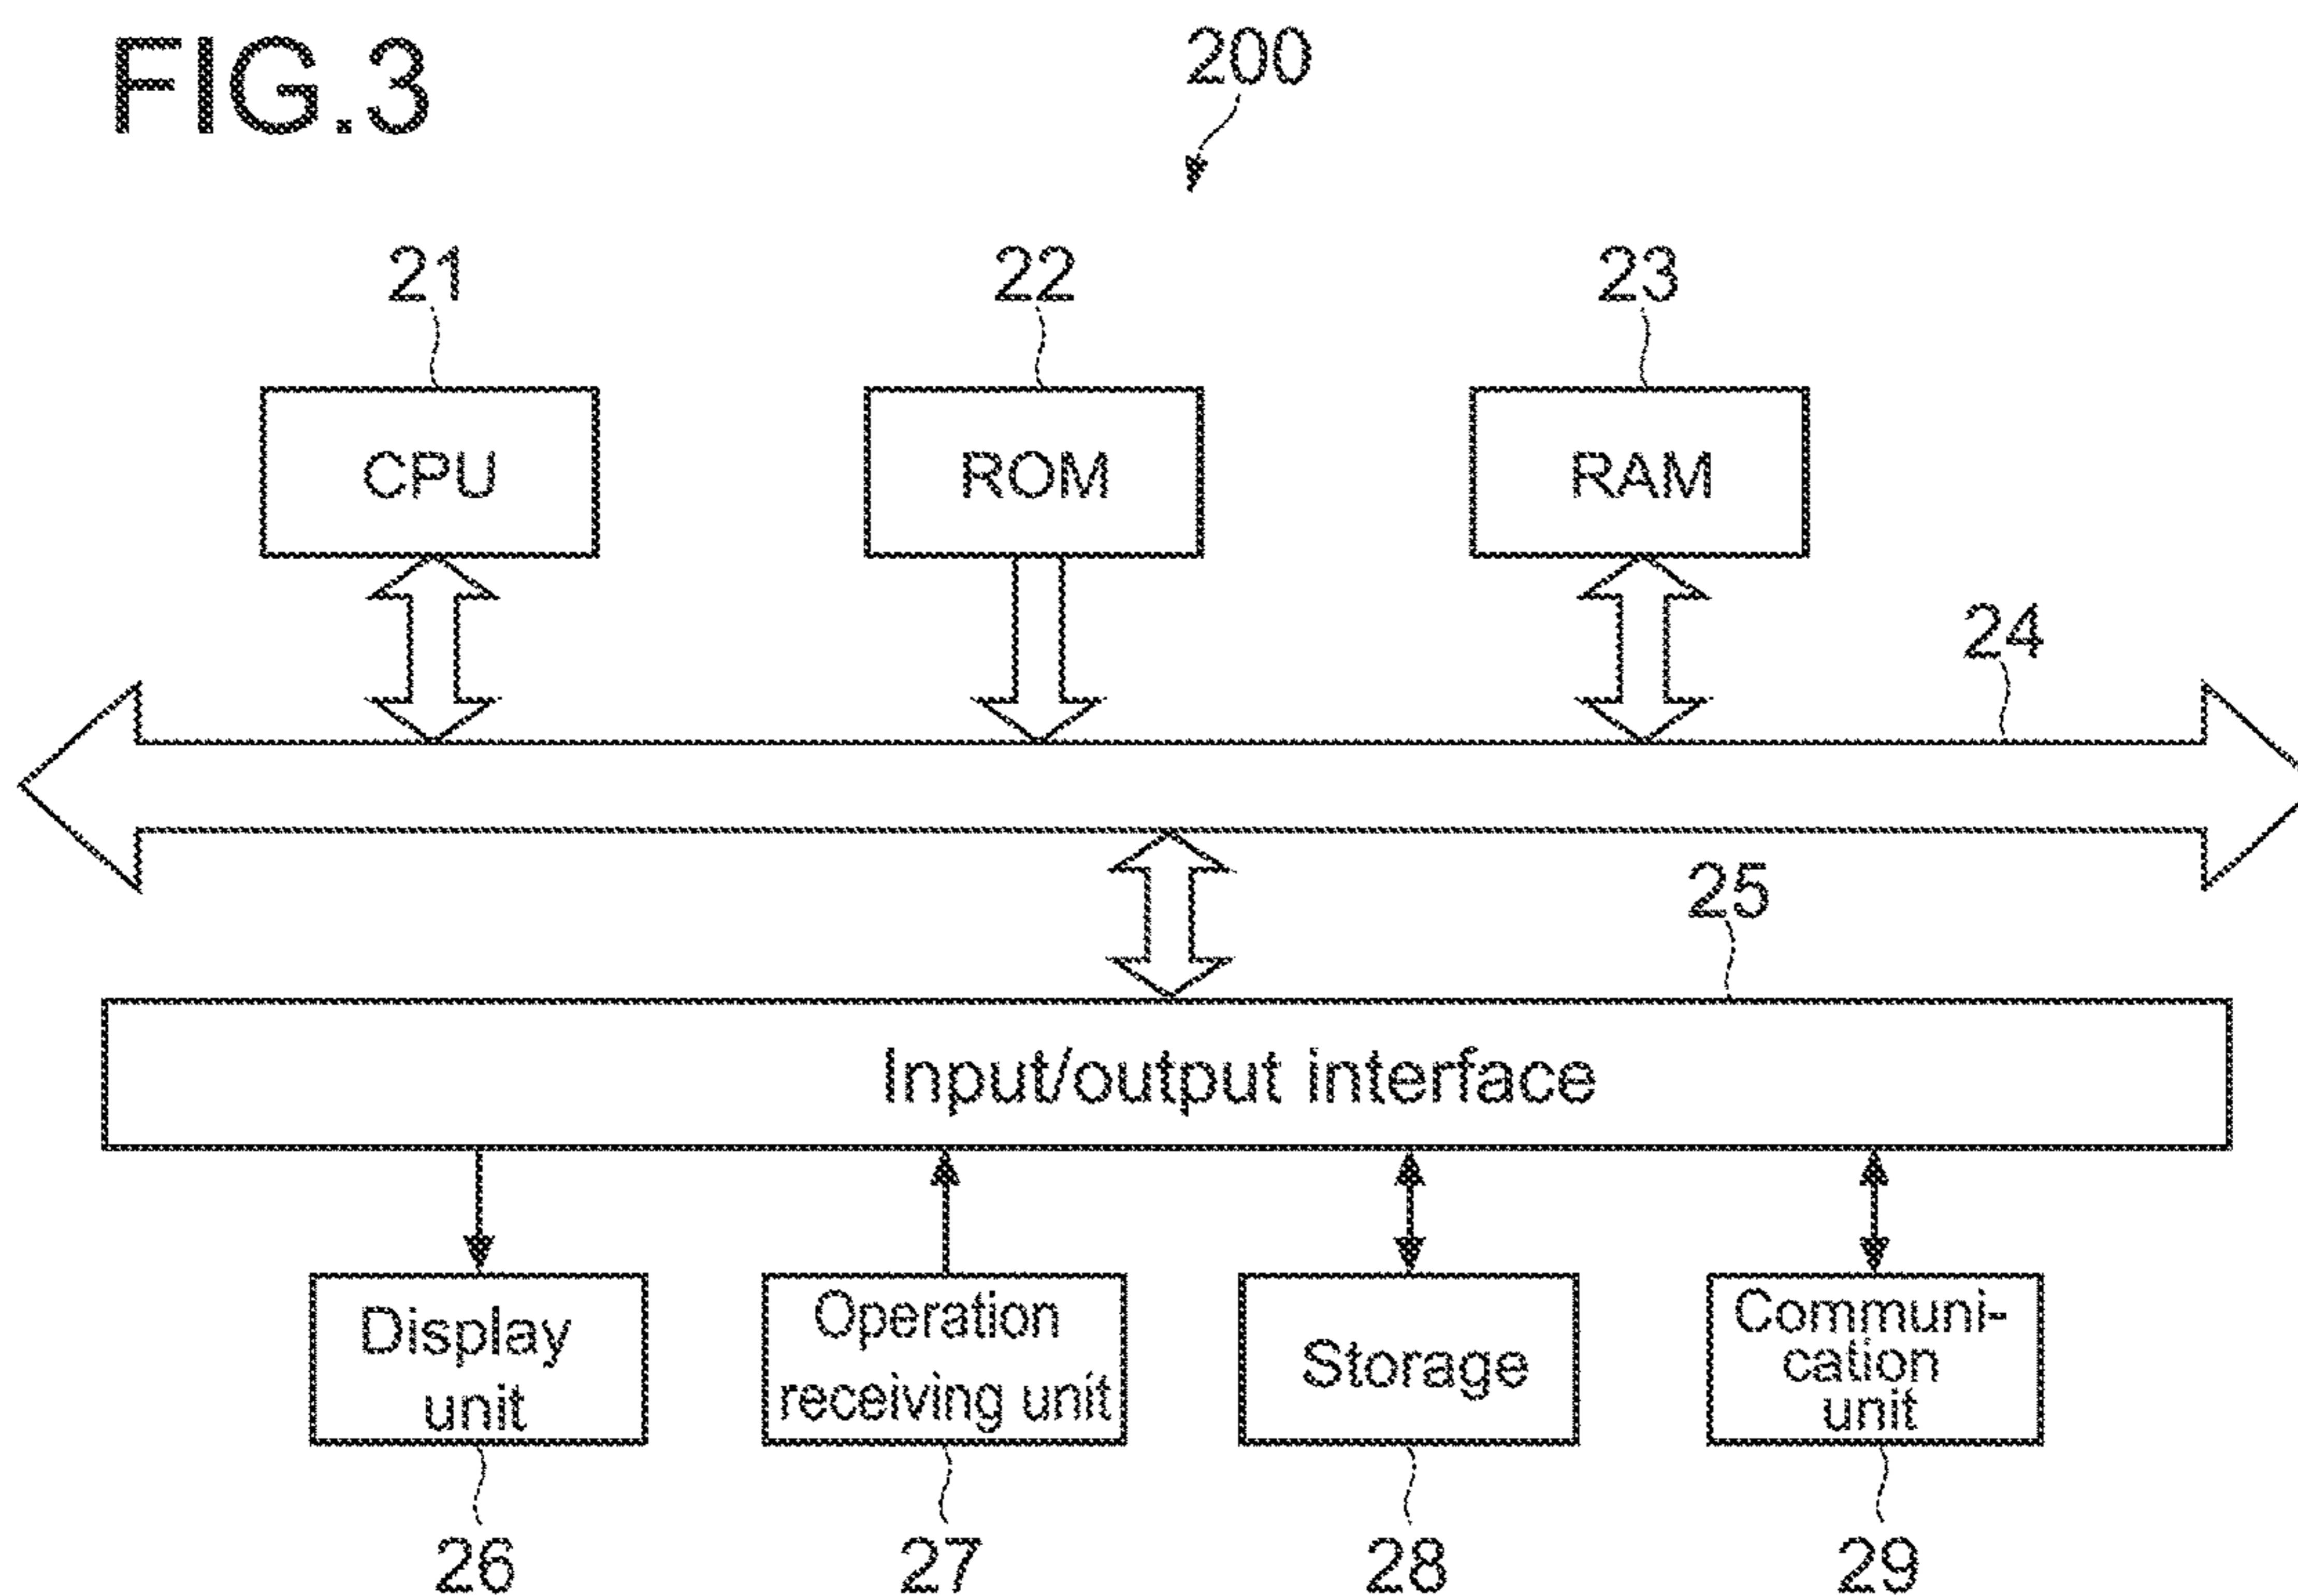 FIG.3
200
21
22
23
CPU
ROM
RAM
24
25
Input/output interface
Display
unit
Operation
receiving unit
Storage
Communi-
cation
unit
26
27
28
29